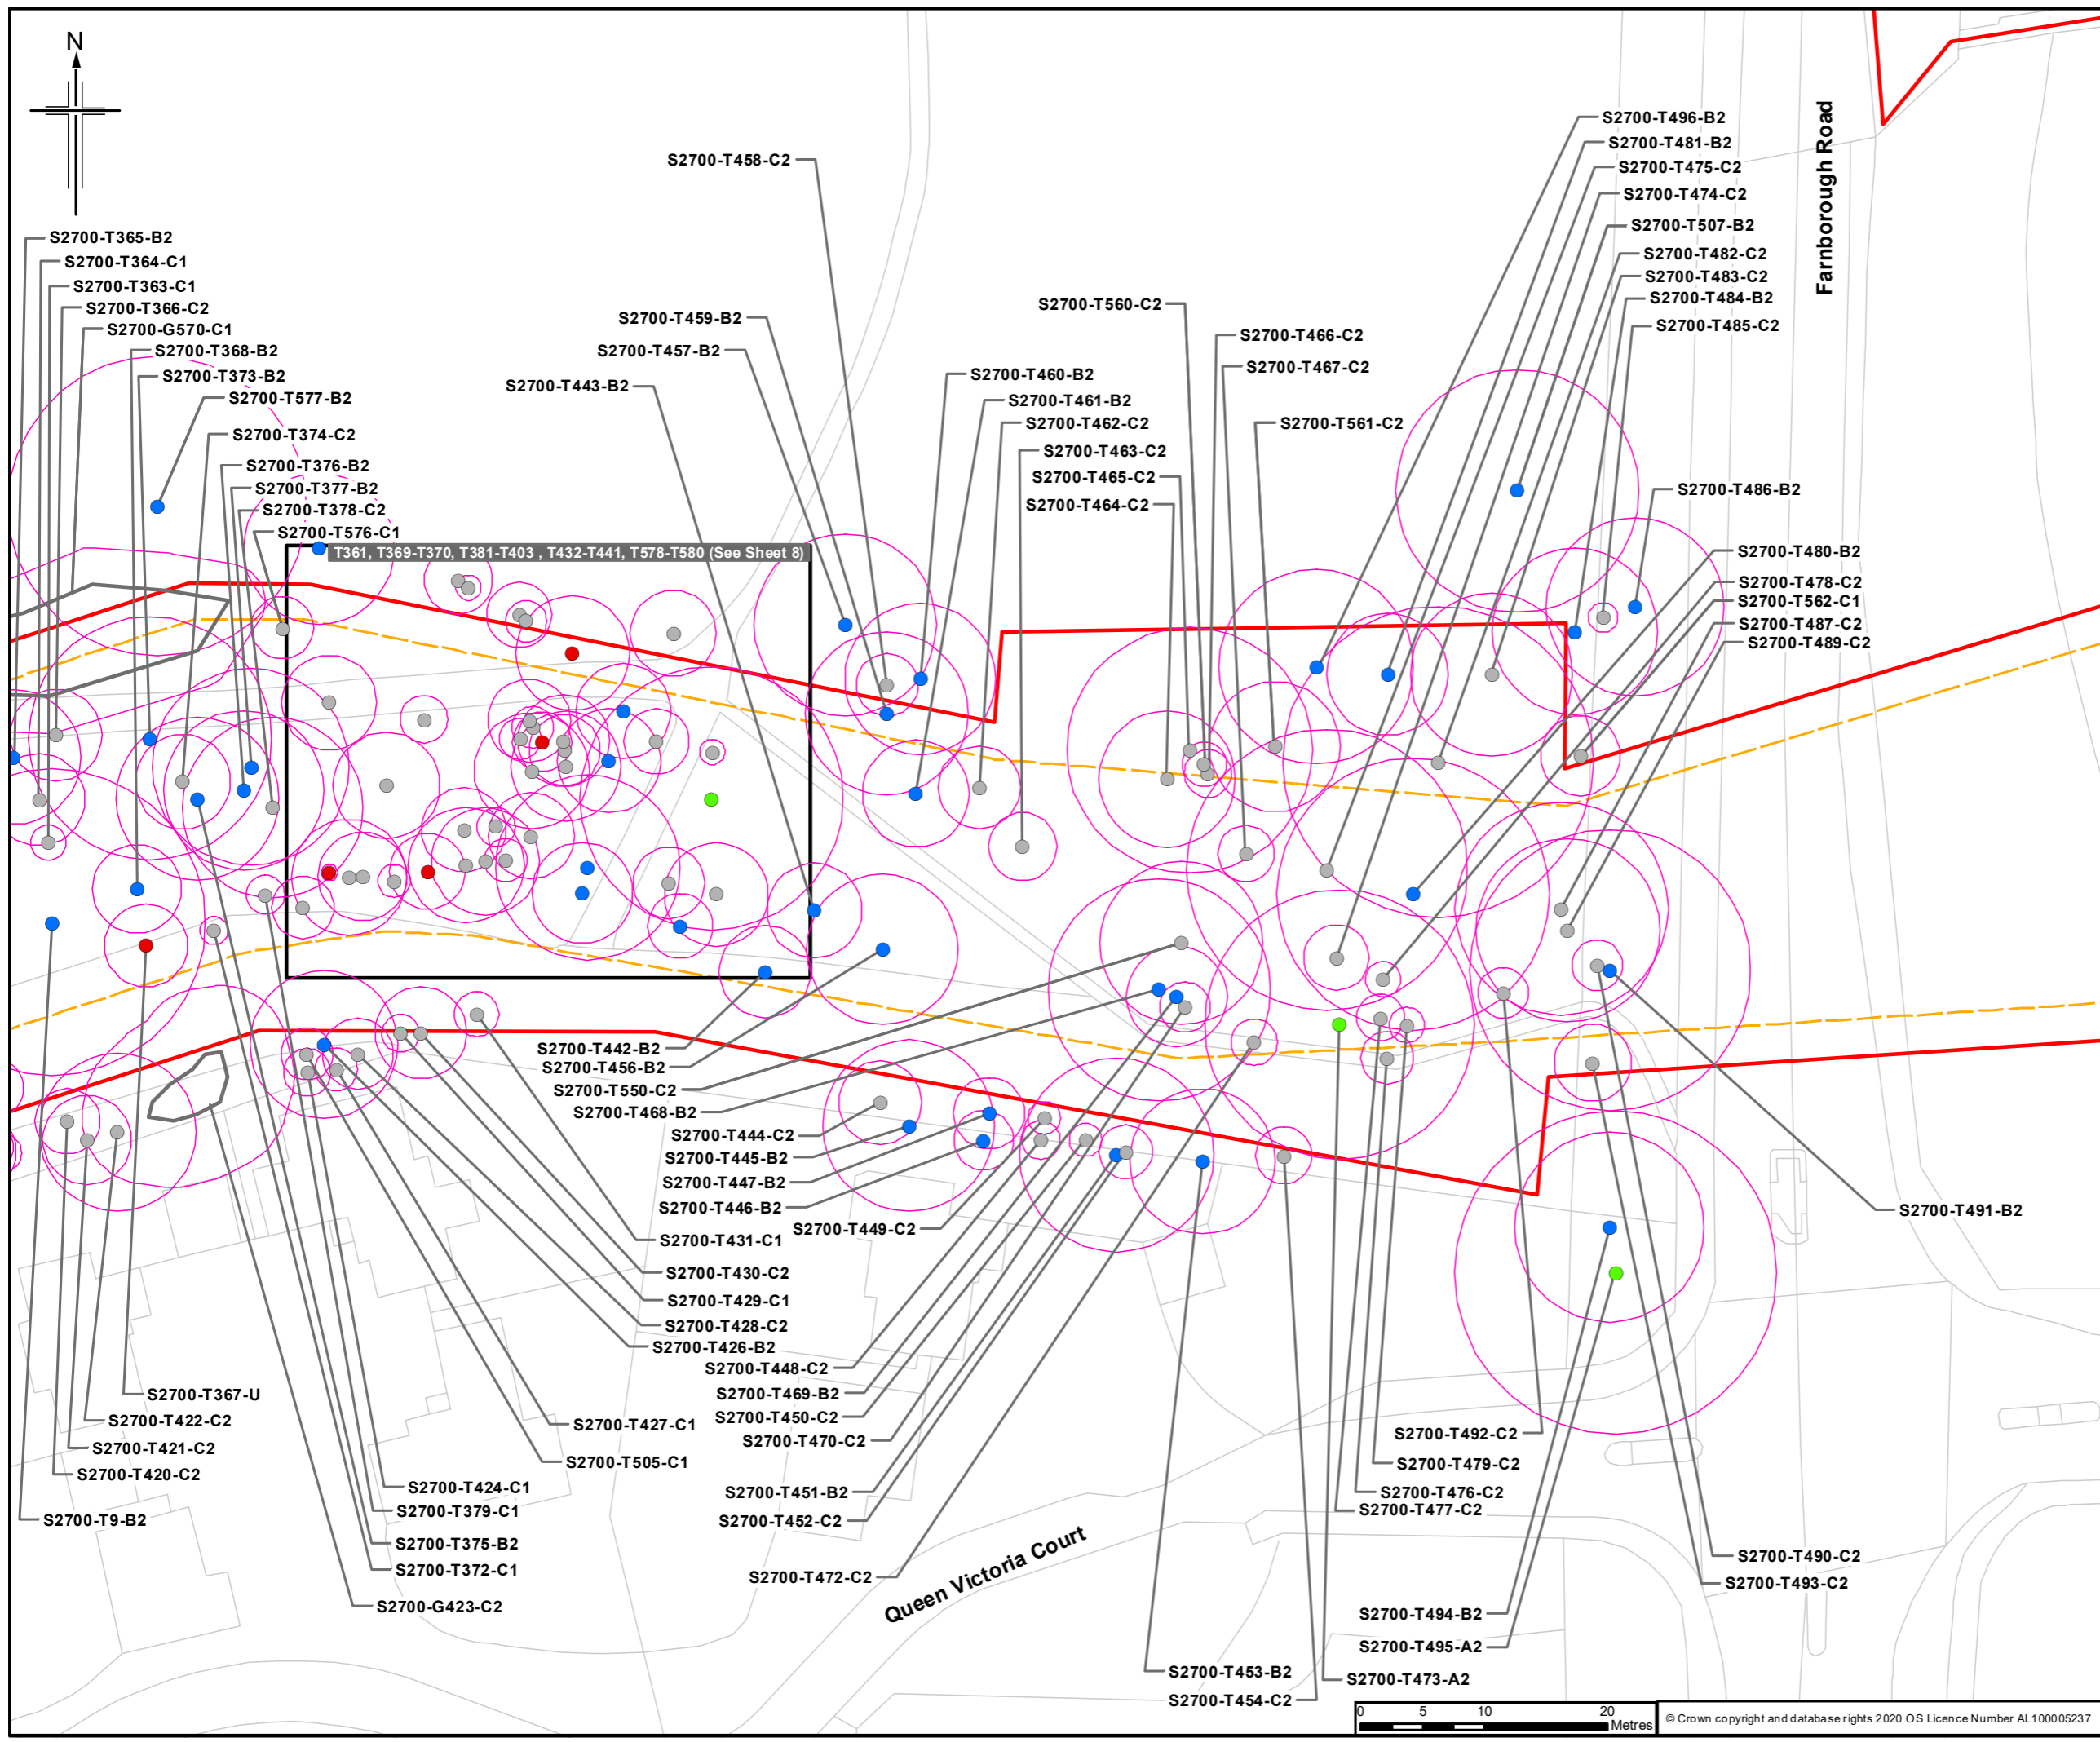 N
S2700-T496-B2
S2700-T481-B2
S2700-T475-C2
S2700-T474-C2
S2700-T507-B2
S2700-T482-C2
S2700-T483-C2
S2700-T484-B2
S2700-T485-C2
Farnborough Road
S2700-T458-C2
S2700-T365-B2
S2700-T364-C1
S2700-T363-C1
S2700-T366-C2
S2700-G570-C1
S2700-T368-B2
S2700-T373-B2
S2700-T577-B2
S2700-T374-C2
S2700-T376-B2
S2700-T377-B2
S2700-T378-C2
S2700-T576-C1
S2700-T459-B2
S2700-T457-B2
S2700-T443-B2
S2700-T560-C2
S2700-T466-C2
S2700-T467-C2
S2700-T460-B2
S2700-T461-B2
S2700-T462-C2
S2700-T463-C2
S2700-T465-C2
S2700-T464-C2
S2700-T561-C2
S2700-T486-B2
S2700-T480-B2
S2700-T478-C2
S2700-T562-C1
S2700-T487-C2
S2700-T489-C2
T361, T369-T370, T381-T403 , T432-T441, T578-T580 (See Sheet 8)
S2700-T442-B2
S2700-T456-B2
S2700-T550-C2
S2700-T468-B2
S2700-T444-C2
S2700-T445-B2
S2700-T447-B2
S2700-T446-B2
S2700-T449-C2
S2700-T431-C1
S2700-T430-C2
S2700-T429-C1
S2700-T428-C2
S2700-T426-B2
S2700-T448-C2
S2700-T469-B2
S2700-T450-C2
S2700-T470-C2
S2700-T451-B2
S2700-T452-C2
S2700-T472-C2
S2700-T491-B2
S2700-T367-U
S2700-T422-C2
S2700-T421-C2
S2700-T420-C2
S2700-T9-B2
S2700-T427-C1
S2700-T505-C1
S2700-T424-C1
S2700-T379-C1
S2700-T375-B2
S2700-T372-C1
S2700-G423-C2
Queen Victoria Court
S2700-T492-C2
S2700-T479-C2
S2700-T476-C2
S2700-T477-C2
S2700-T490-C2
S2700-T493-C2
S2700-T494-B2
S2700-T495-A2
S2700-T453-B2
S2700-T473-A2
S2700-T454-C2
0 5 10 20
Metres
© Crown copyright and database rights 2020 OS Licence Number AL100005237